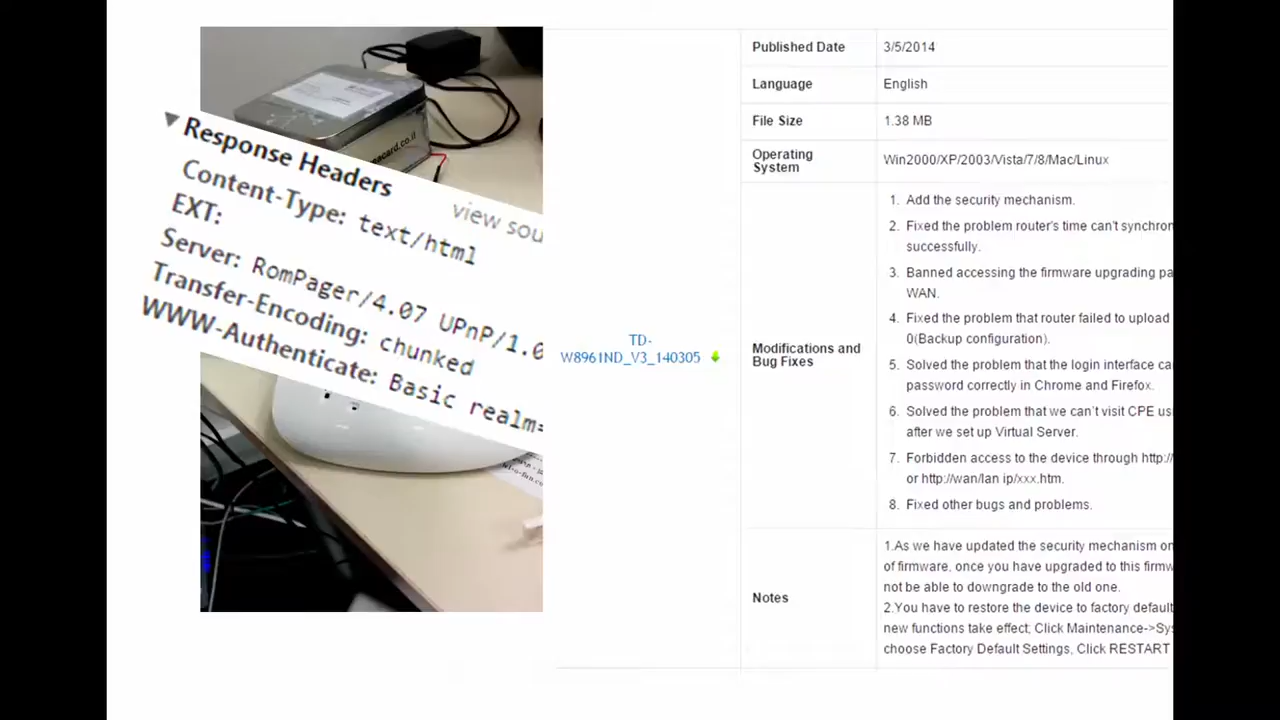 eacard.co.il
▼ Response Headers
view sou
Content-Type: text/html
EXT:
Server: RomPager/4.07 UPnP/1.0
Transfer-Encoding: chunked
WWW-Authenticate: Basic realm=
TD-
W8961ND_V3_140305
Published Date 3/5/2014
Language English
File Size 1.38 MB
Operating
System
Win2000/XP/2003/Vista/7/8/Mac/Linux
Modifications and
Bug Fixes
1. Add the security mechanism.
2. Fixed the problem router's time can't synchron
successfully.
3. Banned accessing the firmware upgrading pa
WAN.
4. Fixed the problem that router failed to upload
0(Backup configuration).
5. Solved the problem that the login interface ca
password correctly in Chrome and Firefox.
6. Solved the problem that we can't visit CPE us
after we set up Virtual Server.
7. Forbidden access to the device through http://
or http://wan/lan ip/xxx.htm.
8. Fixed other bugs and problems.
Notes
1.As we have updated the security mechanism on
of firmware, once you have upgraded to this firmw
not be able to downgrade to the old one.
2.You have to restore the device to factory default
new functions take effect; Click Maintenance->Sys
choose Factory Default Settings, Click RESTART